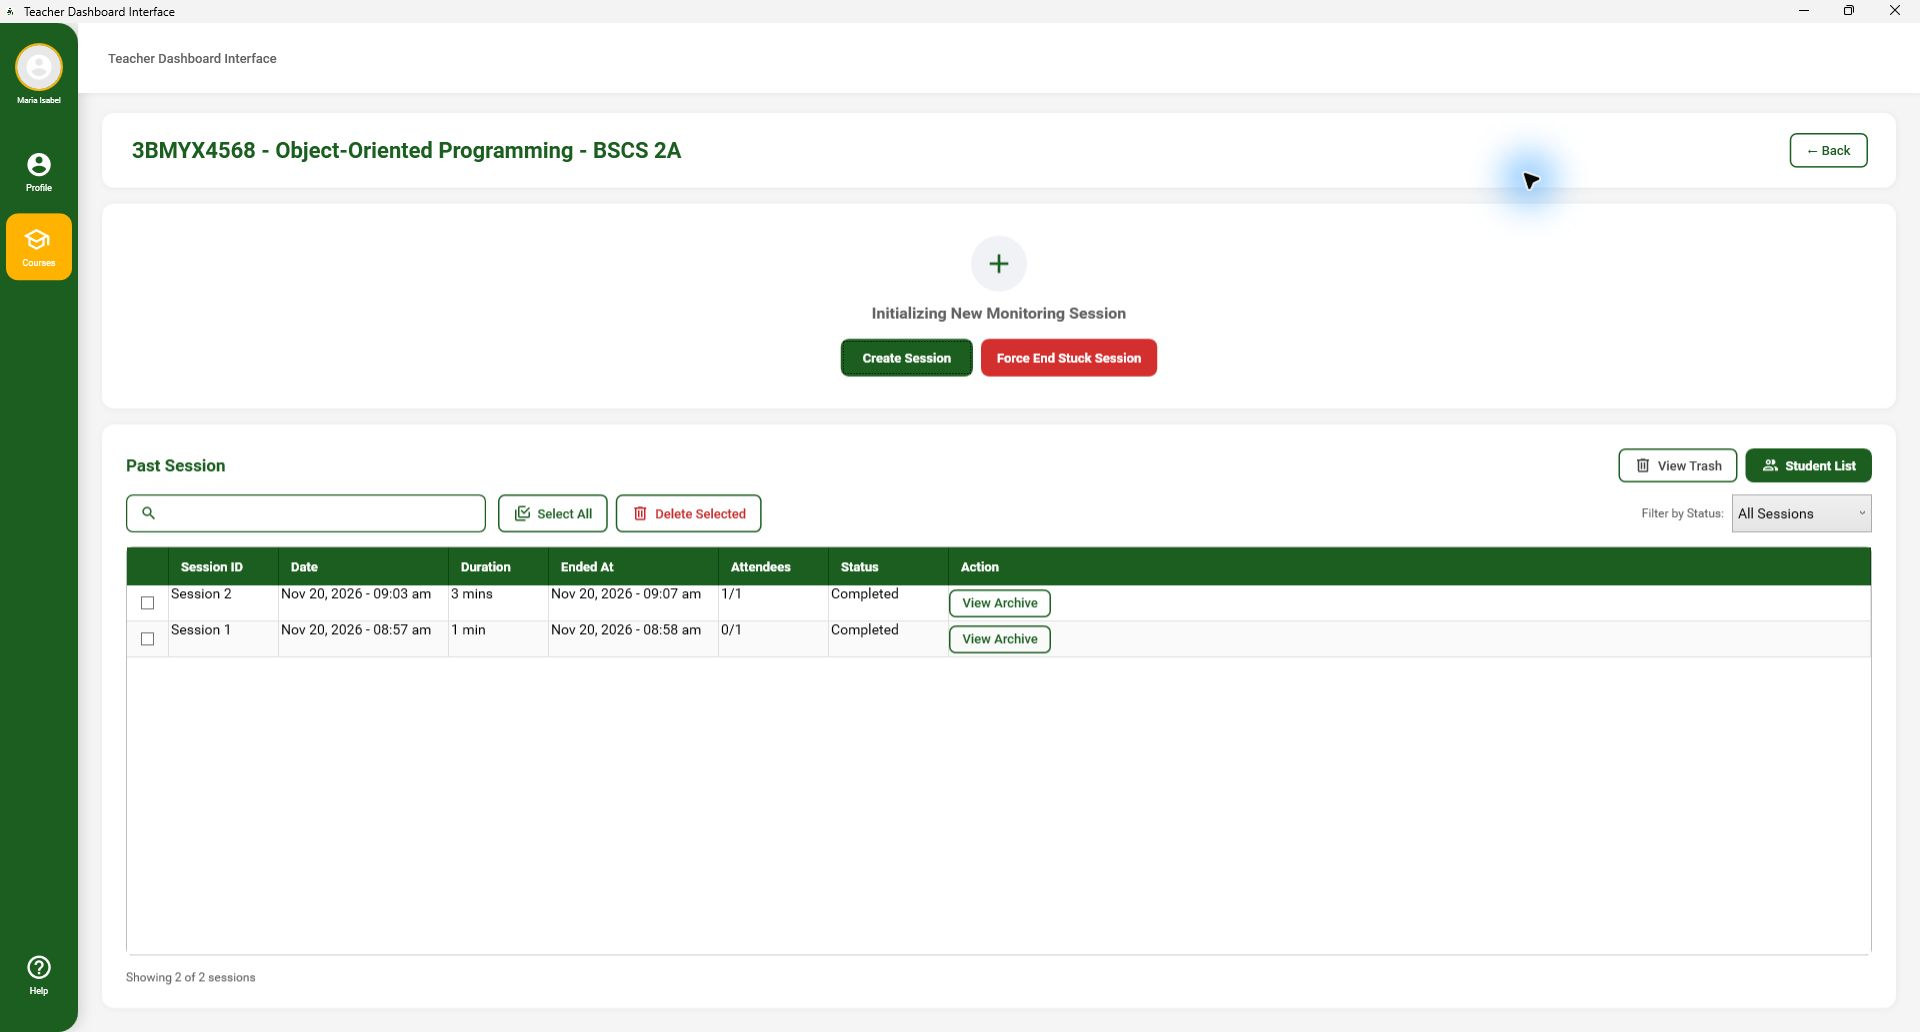 Teacher Dashboard Interface
Maria Isabel
Profile
Courses
Help
Teacher Dashboard Interface
3BMYX4568 - Object-Oriented Programming - BSCS 2A
← Back
+
Initializing New Monitoring Session
Create Session Force End Stuck Session
Past Session
View Trash Student List
Select All Delete Selected Filter by Status: All Sessions
Session ID Date Duration Ended At Attendees Status Action
Session 2 Nov 20, 2026 - 09:03 am 3 mins Nov 20, 2026 - 09:07 am 1/1 Completed View Archive
Session 1 Nov 20, 2026 - 08:57 am 1 min Nov 20, 2026 - 08:58 am 0/1 Completed View Archive
Showing 2 of 2 sessions